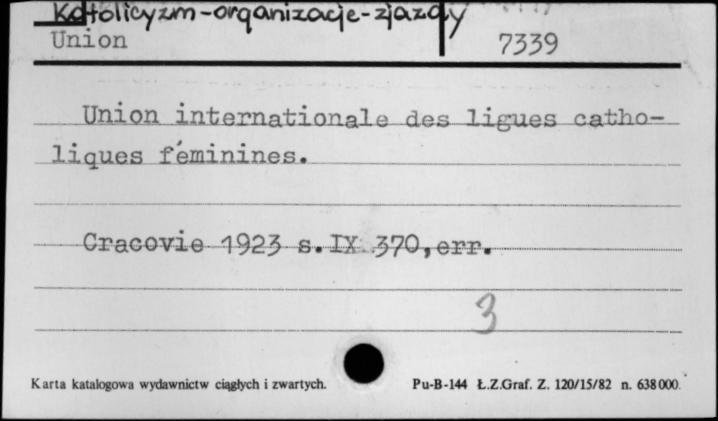 Katolicyzm-organizacje-zjazdy
Union 7339
Union internationale des ligues catho-
liques féminines.
Cracovie 1923 s.IX 370,err.
3
Karta katalogowa wydawnictw ciągłych i zwartych. Pu-B-144 Ł.Z.Graf. Z. 120/15/82 n. 638000.